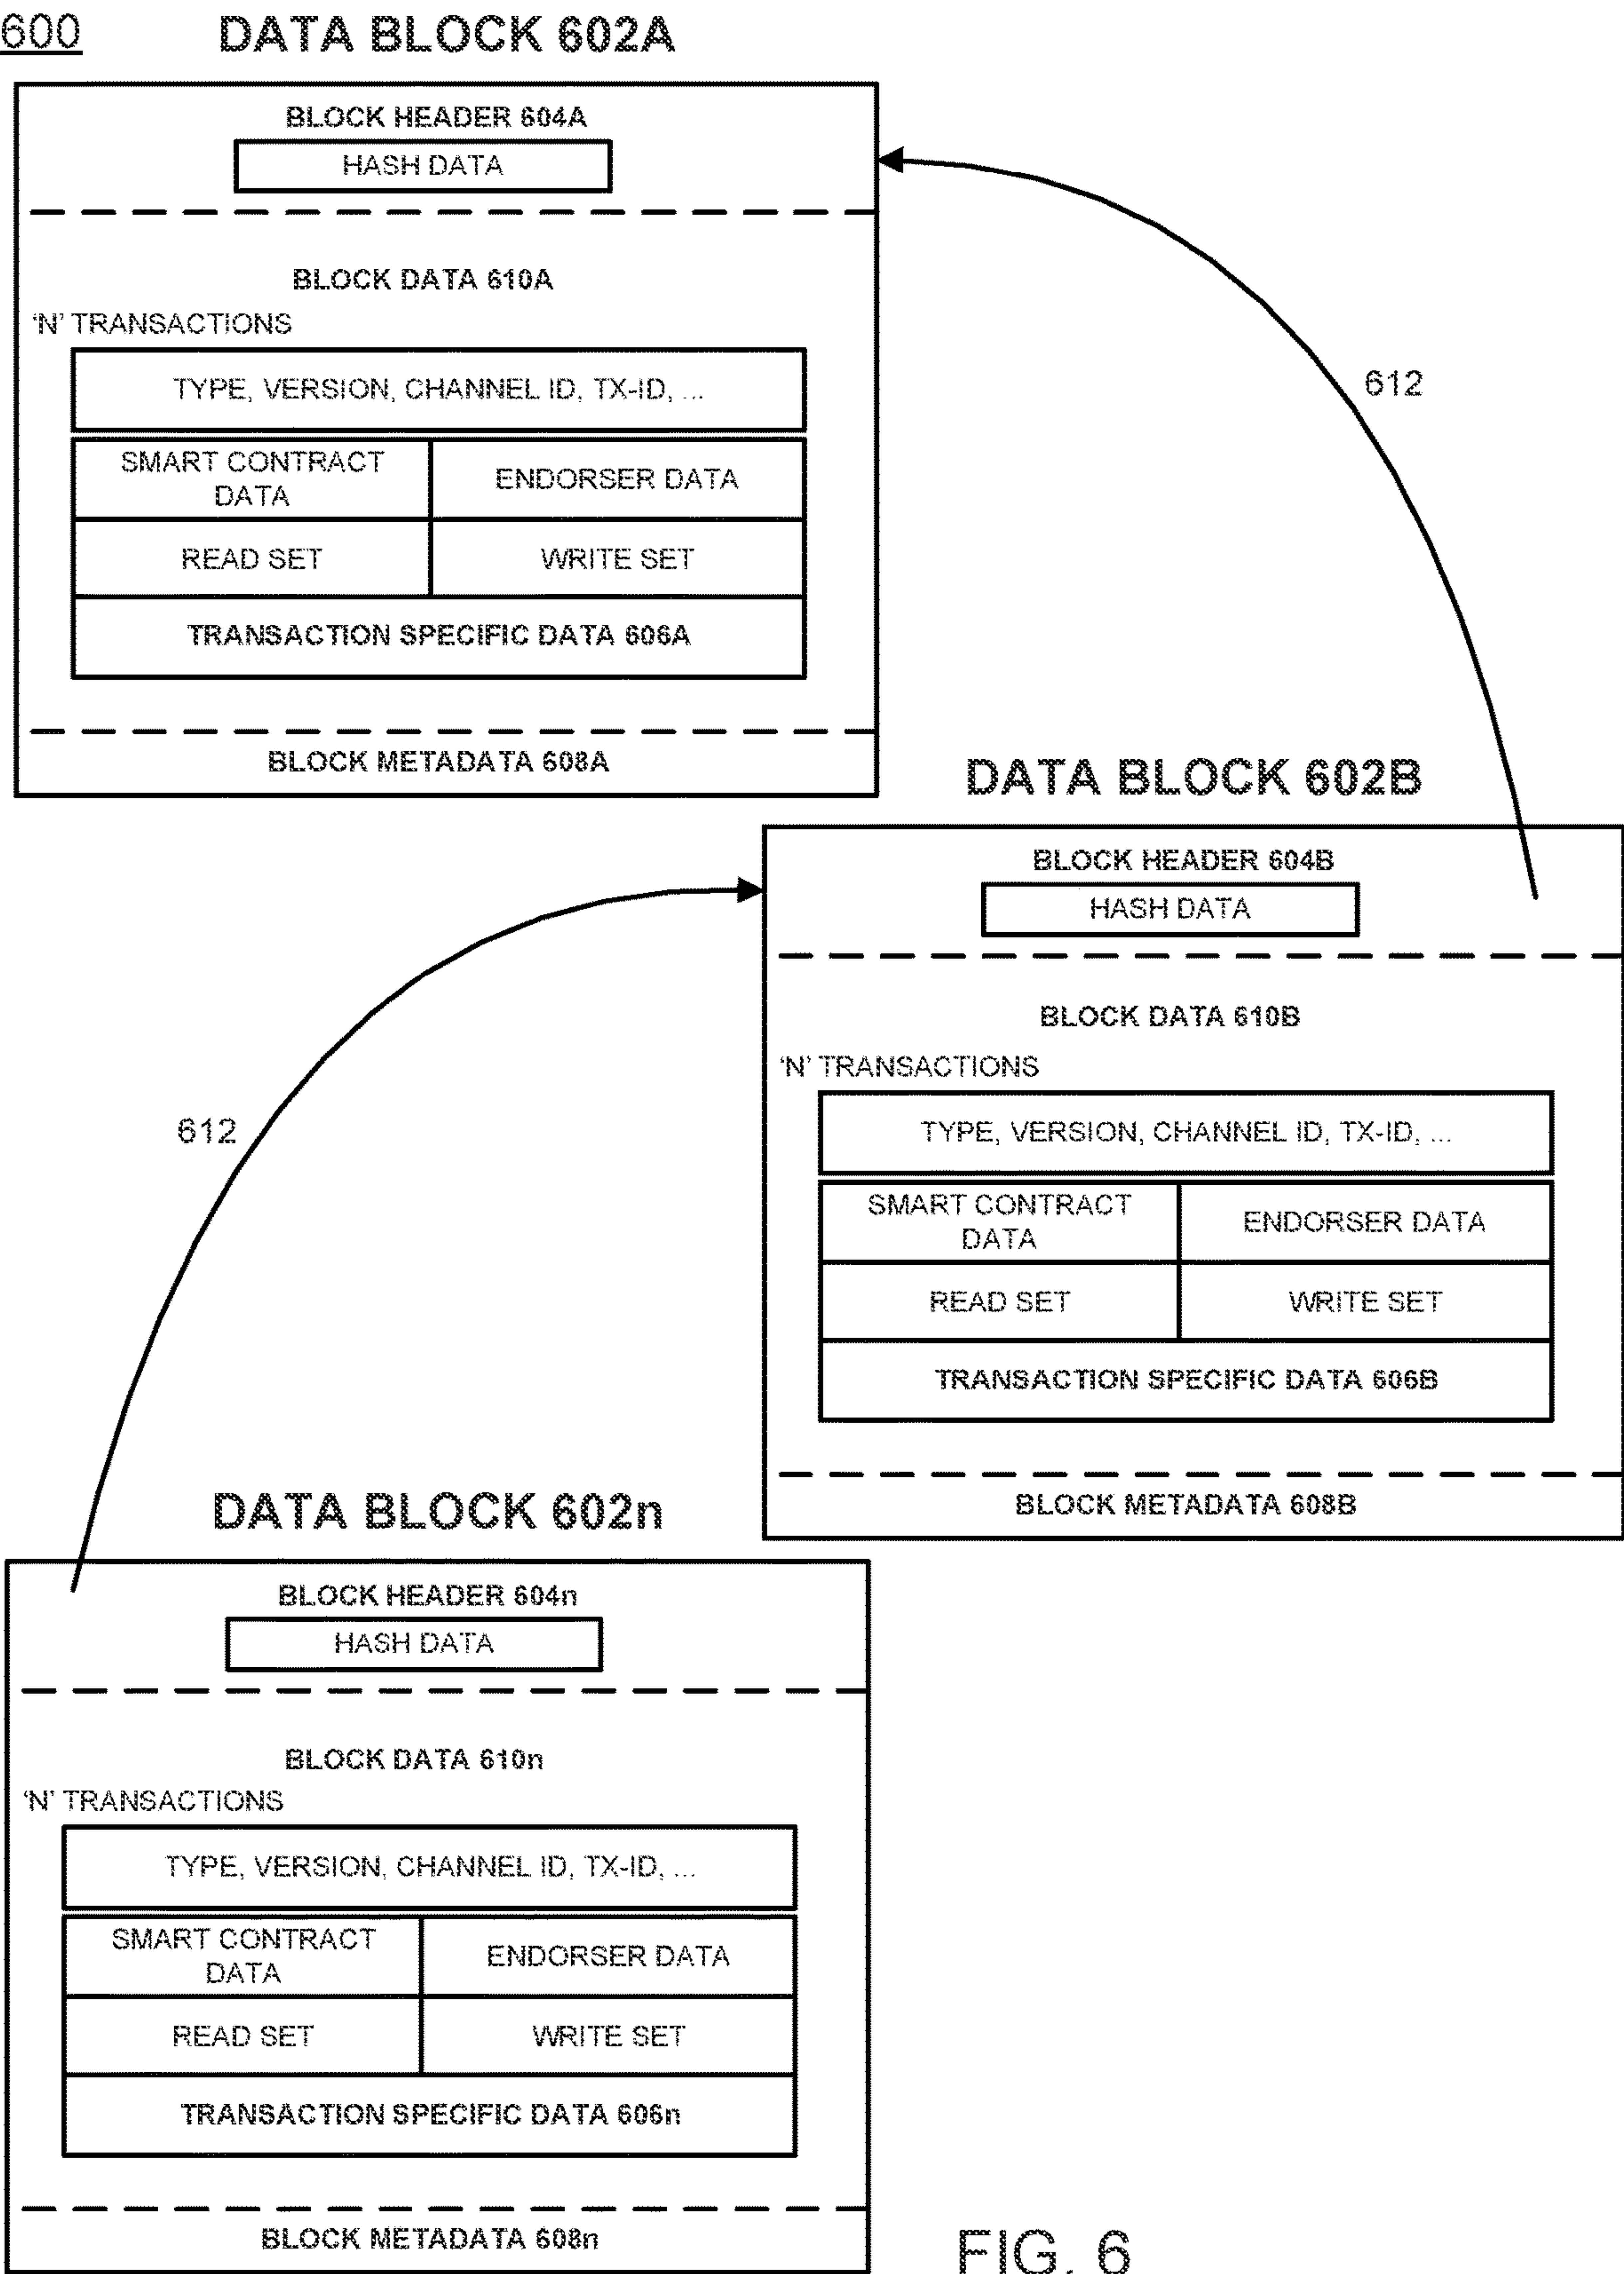 600
DATA BLOCK 602A
BLOCK HEADER 604A
HASH DATA
BLOCK DATA 610A
‘N’ TRANSACTIONS
TYPE, VERSION, CHANNEL ID, TX-ID, ...
SMART CONTRACT
DATA
ENDORSER DATA
READ SET
WRITE SET
TRANSACTION SPECIFIC DATA 606A
BLOCK METADATA 608A
612
DATA BLOCK 602B
BLOCK HEADER 604B
HASH DATA
BLOCK DATA 610B
‘N’ TRANSACTIONS
TYPE, VERSION, CHANNEL ID, TX-ID, ...
SMART CONTRACT
DATA
ENDORSER DATA
READ SET
WRITE SET
TRANSACTION SPECIFIC DATA 606B
BLOCK METADATA 608B
612
DATA BLOCK 602n
BLOCK HEADER 604n
HASH DATA
BLOCK DATA 610n
‘N’ TRANSACTIONS
TYPE, VERSION, CHANNEL ID, TX-ID, ...
SMART CONTRACT
DATA
ENDORSER DATA
READ SET
WRITE SET
TRANSACTION SPECIFIC DATA 606n
BLOCK METADATA 608n
FIG. 6